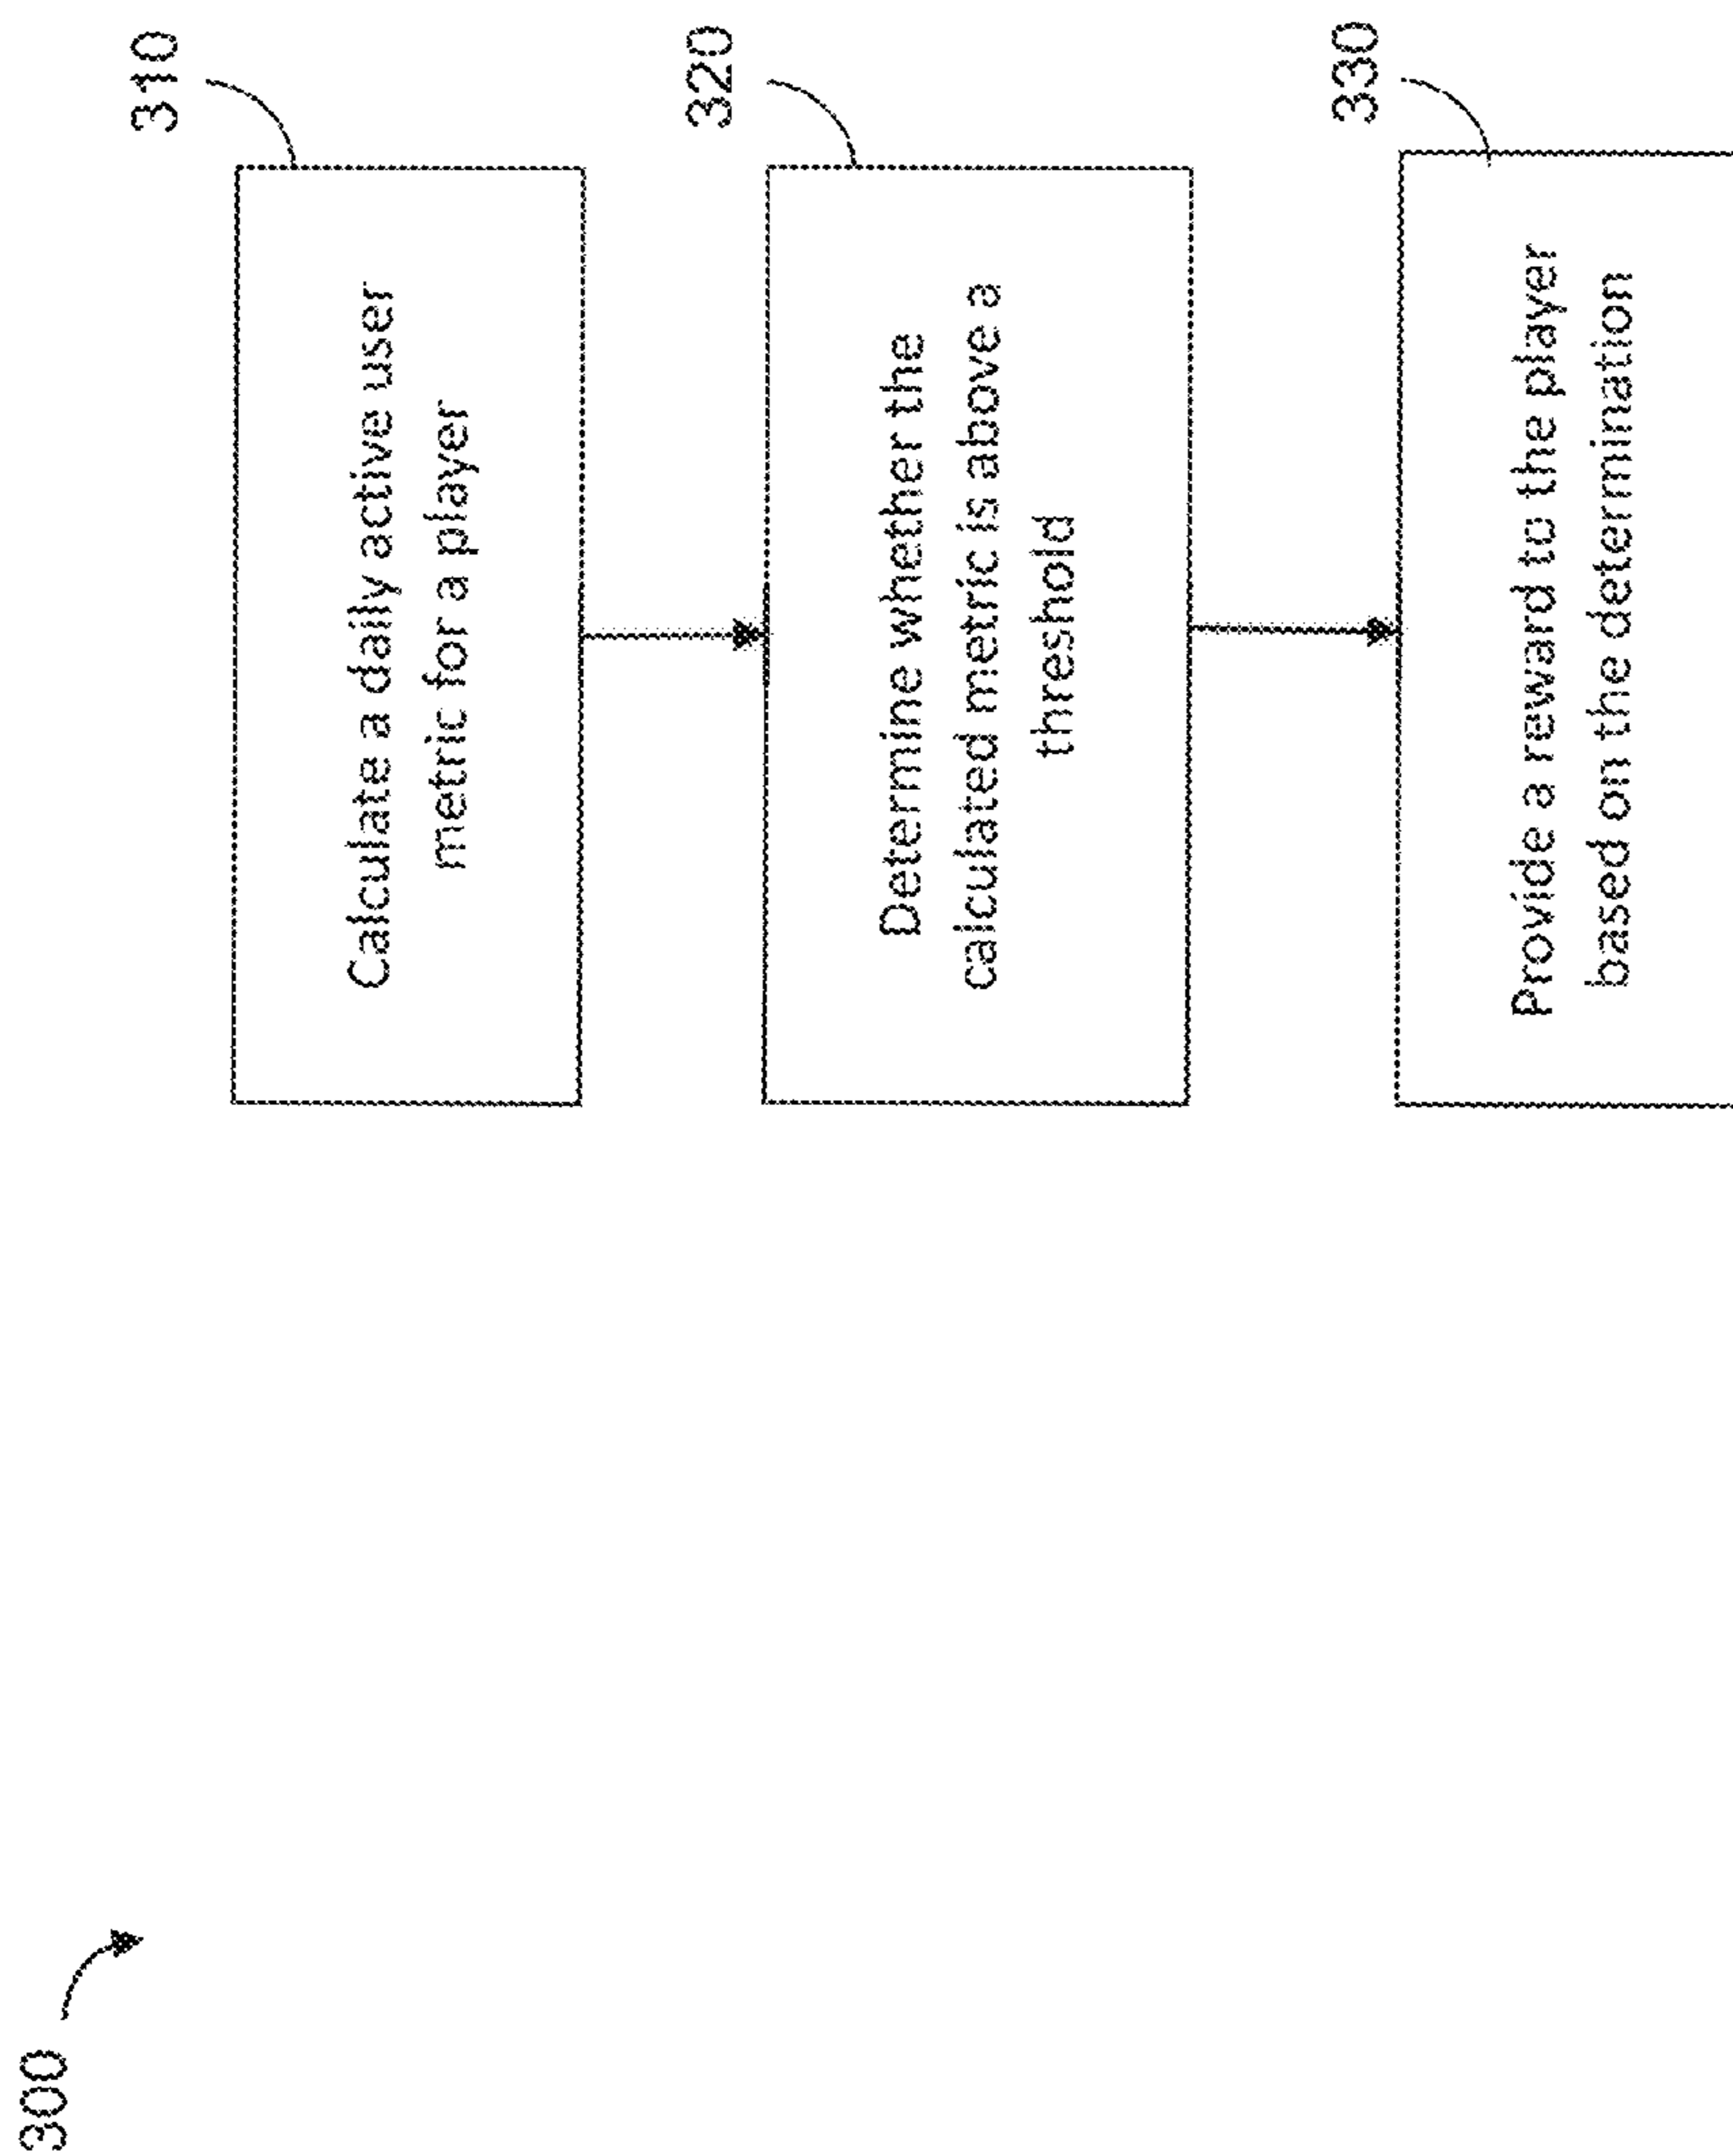 300
310
Calculate a daily active user
metric for a player
320
Determine whether the
calculated metric is above a
threshold
330
Provide a reward to the player
based on the determination